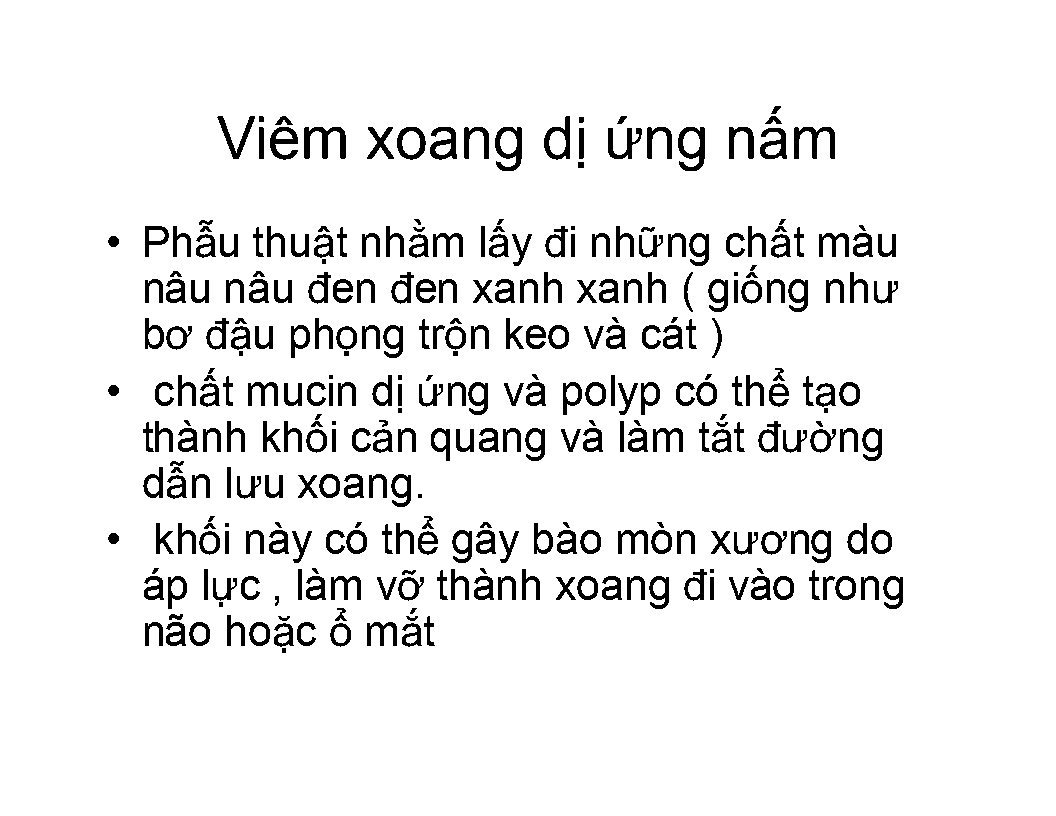 Viêm xoang dị ứng nấm
• Phẫu thuật nhằm lấy đi những chất màu
nâu nâu đen đen xanh xanh ( giống như
bơ đậu phọng trộn keo và cát )
• chất mucin dị ứng và polyp có thể tạo
thành khối cản quang và làm tắt đường
dẫn lưu xoang.
• khối này có thể gây bào mòn xương do
áp lực , làm vỡ thành xoang đi vào trong
não hoặc ổ mắt